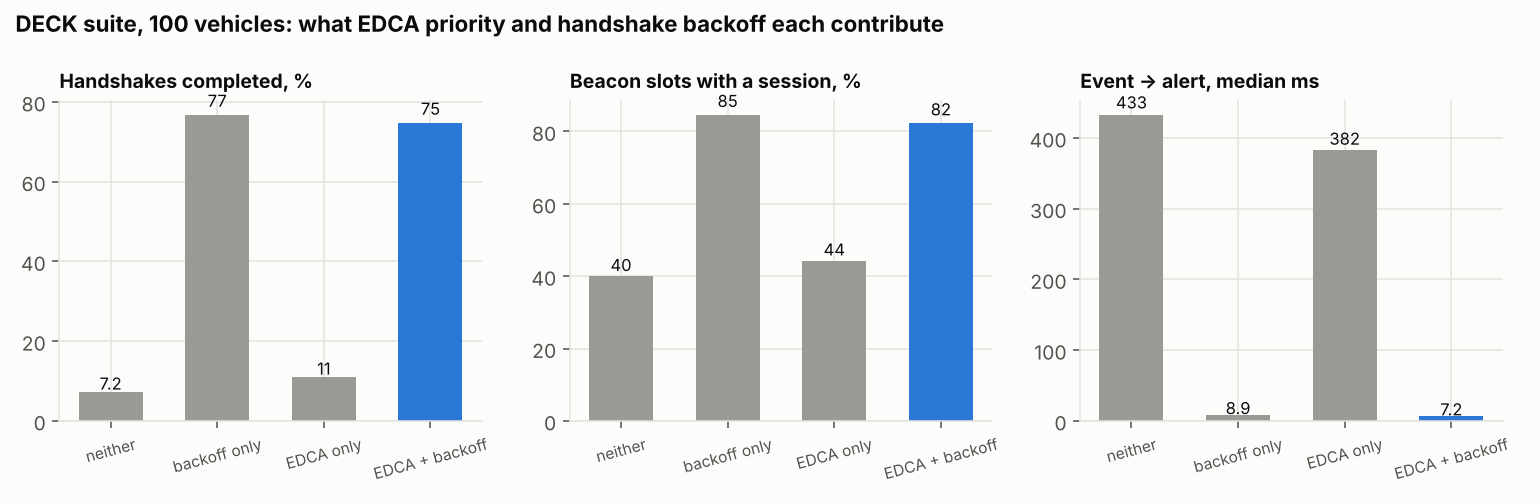 DECK suite, 100 vehicles: what EDCA priority and handshake backoff each contribute
Handshakes completed, %
80
60
40
20
0
7.2
77
11
75
neither
backoff only
EDCA only
EDCA + backoff
Beacon slots with a session, %
80
60
40
20
0
40
85
44
82
neither
backoff only
EDCA only
EDCA + backoff
Event → alert, median ms
400
300
200
100
0
433
8.9
382
7.2
neither
backoff only
EDCA only
EDCA + backoff